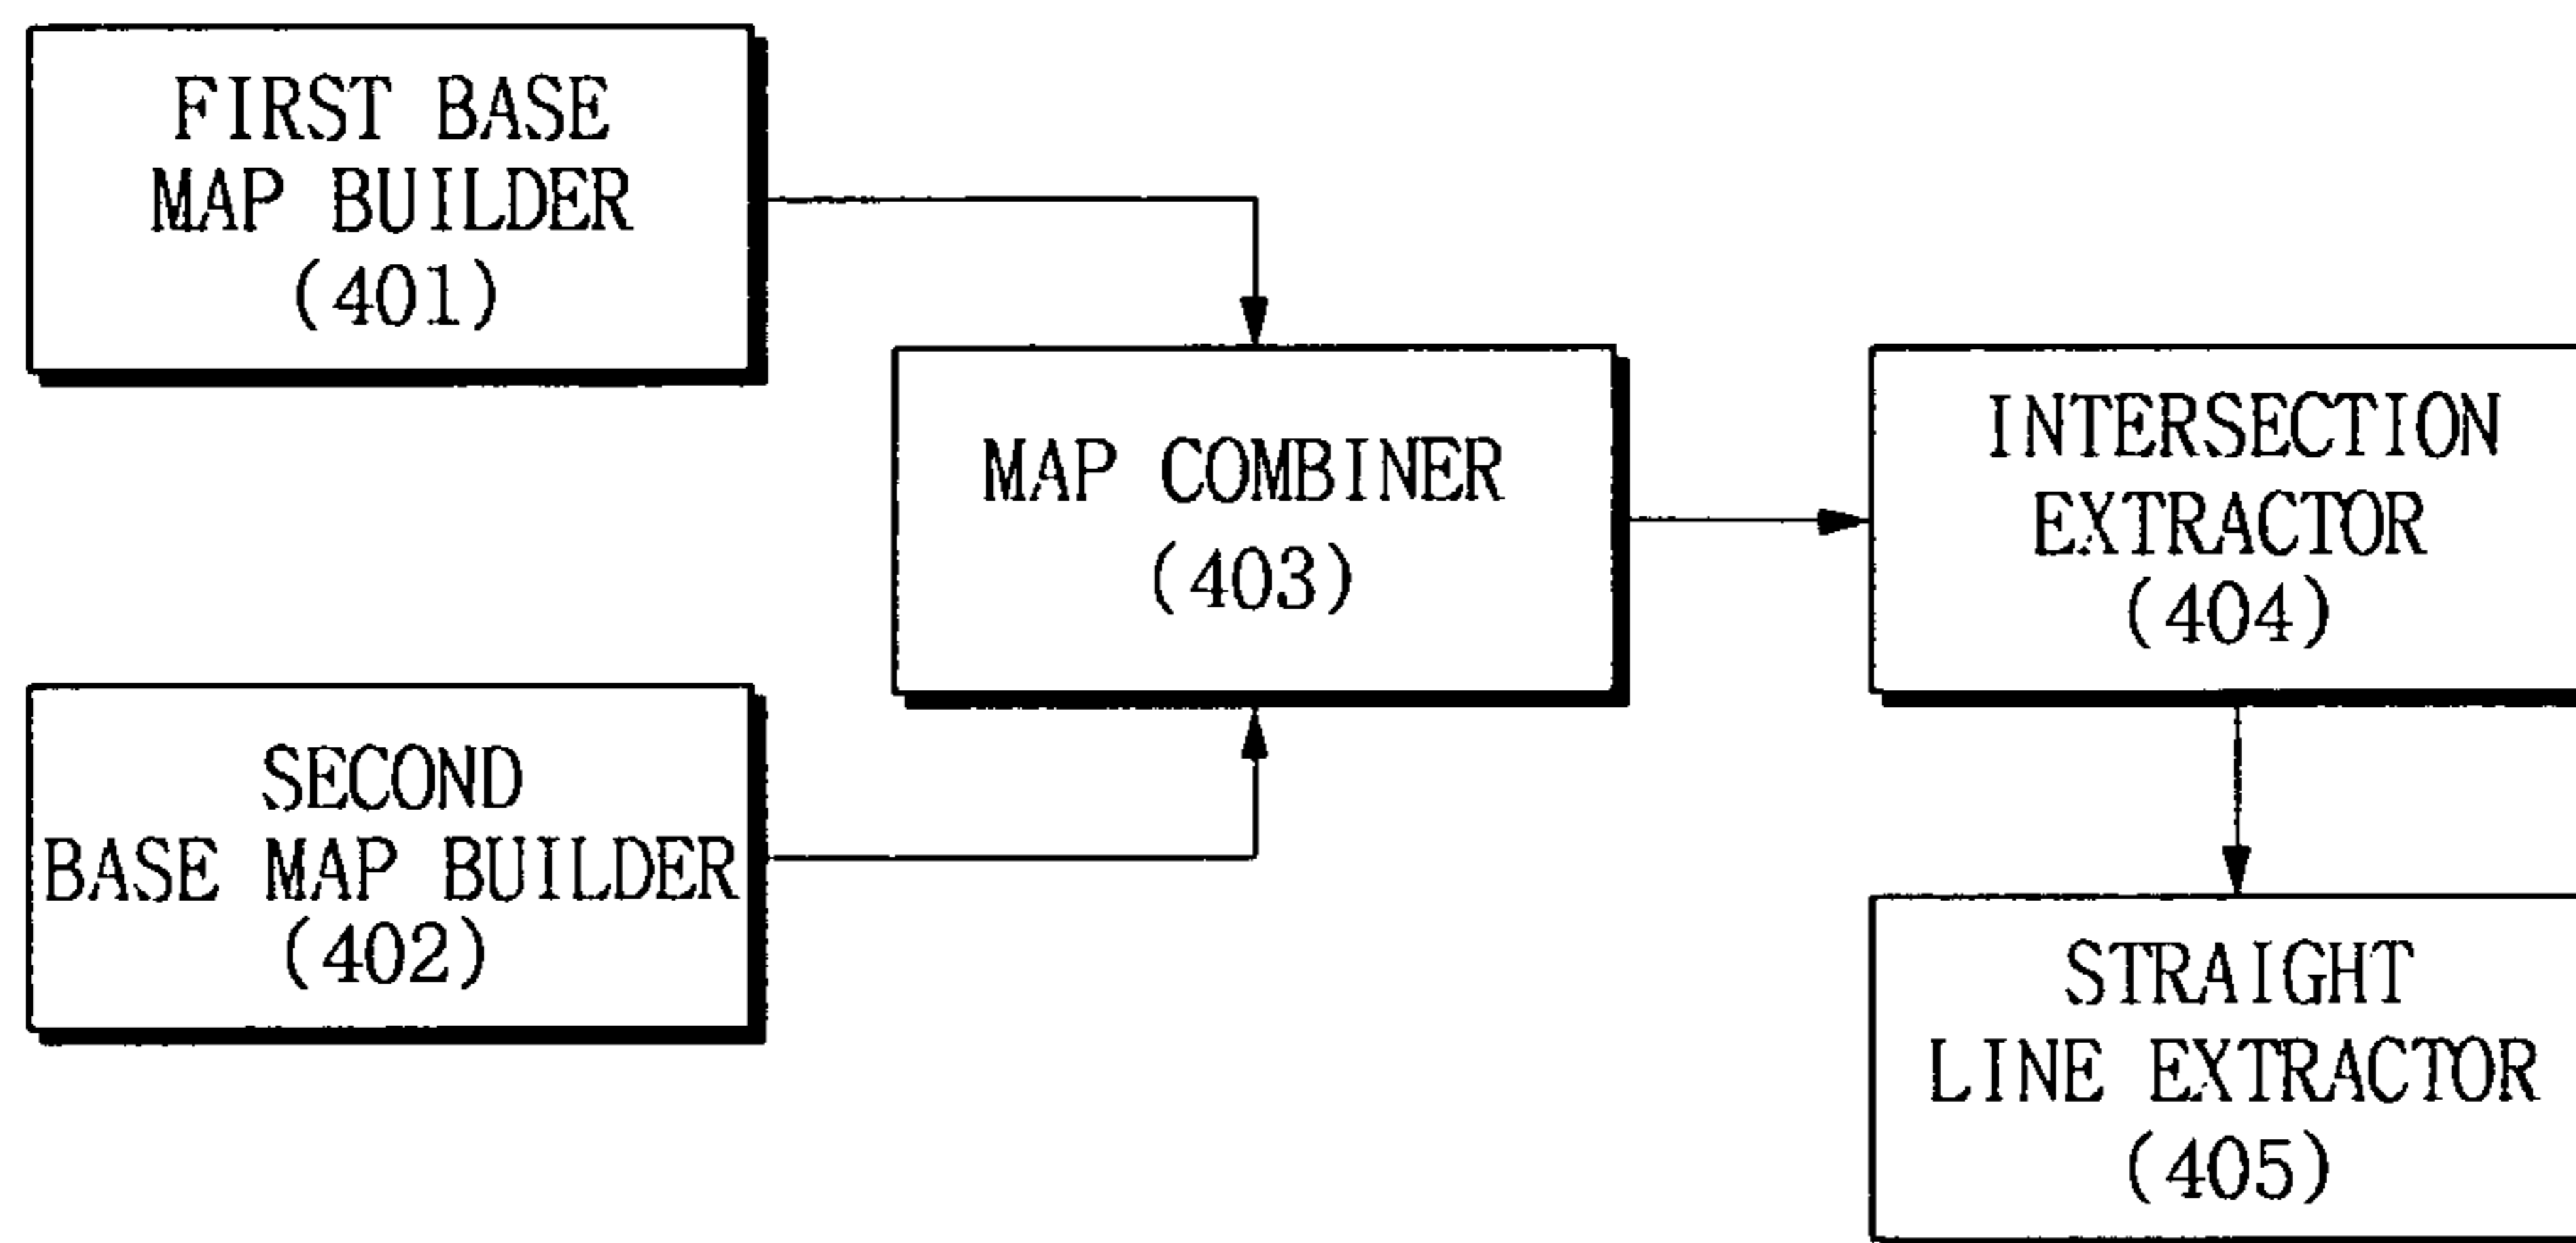 FIRST BASE
MAP BUILDER
(401)
MAP COMBINER
(403)
INTERSECTION
EXTRACTOR
(404)
SECOND
BASE MAP BUILDER
(402)
STRAIGHT
LINE EXTRACTOR
(405)